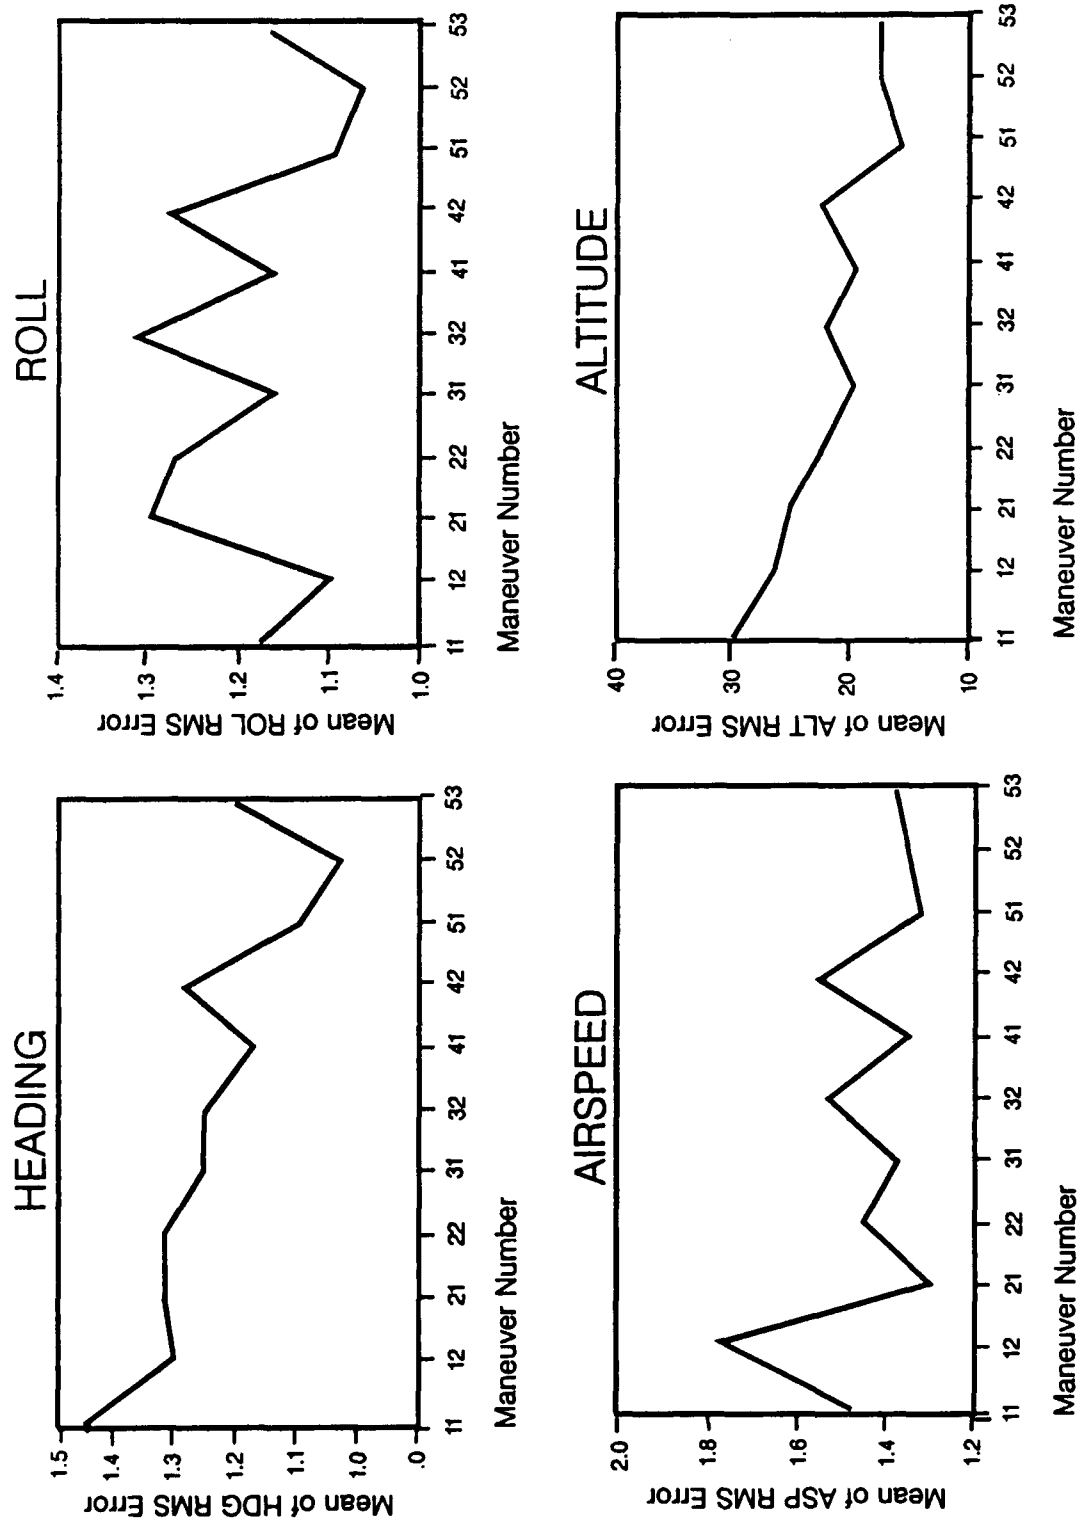 HEADING
Mean of HDG RMS Error
1.5
1.4
1.3
1.2
1.1
1.0
.0
11 12 21 22 31 32 41 42 51 52 53
Maneuver Number
ROLL
Mean of ROL RMS Error
1.4
1.3
1.2
1.1
1.0
11 12 21 22 31 32 41 42 51 52 53
Maneuver Number
AIRSPEED
Mean of ASP RMS Error
2.0
1.8
1.6
1.4
1.2
11 12 21 22 31 32 41 42 51 52 53
Maneuver Number
ALTITUDE
Mean of ALT RMS Error
40
30
20
10
11 12 21 22 31 32 41 42 51 52 53
Maneuver Number